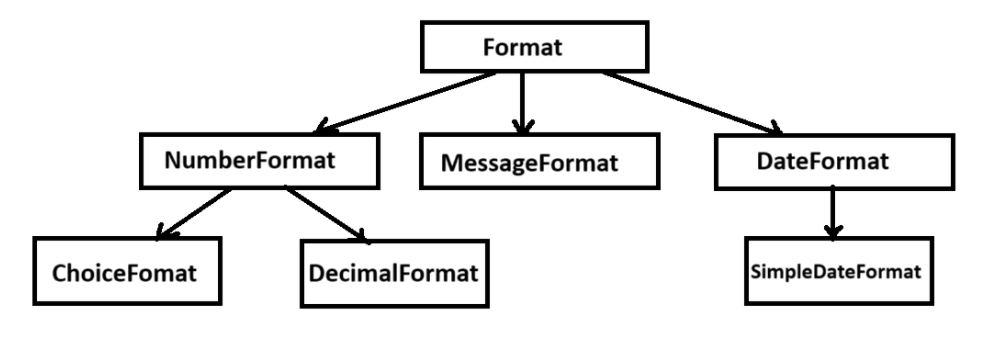 Format
NumberFormat
MessageFormat
DateFormat
ChoiceFomat
DecimalFormat
SimpleDateFormat